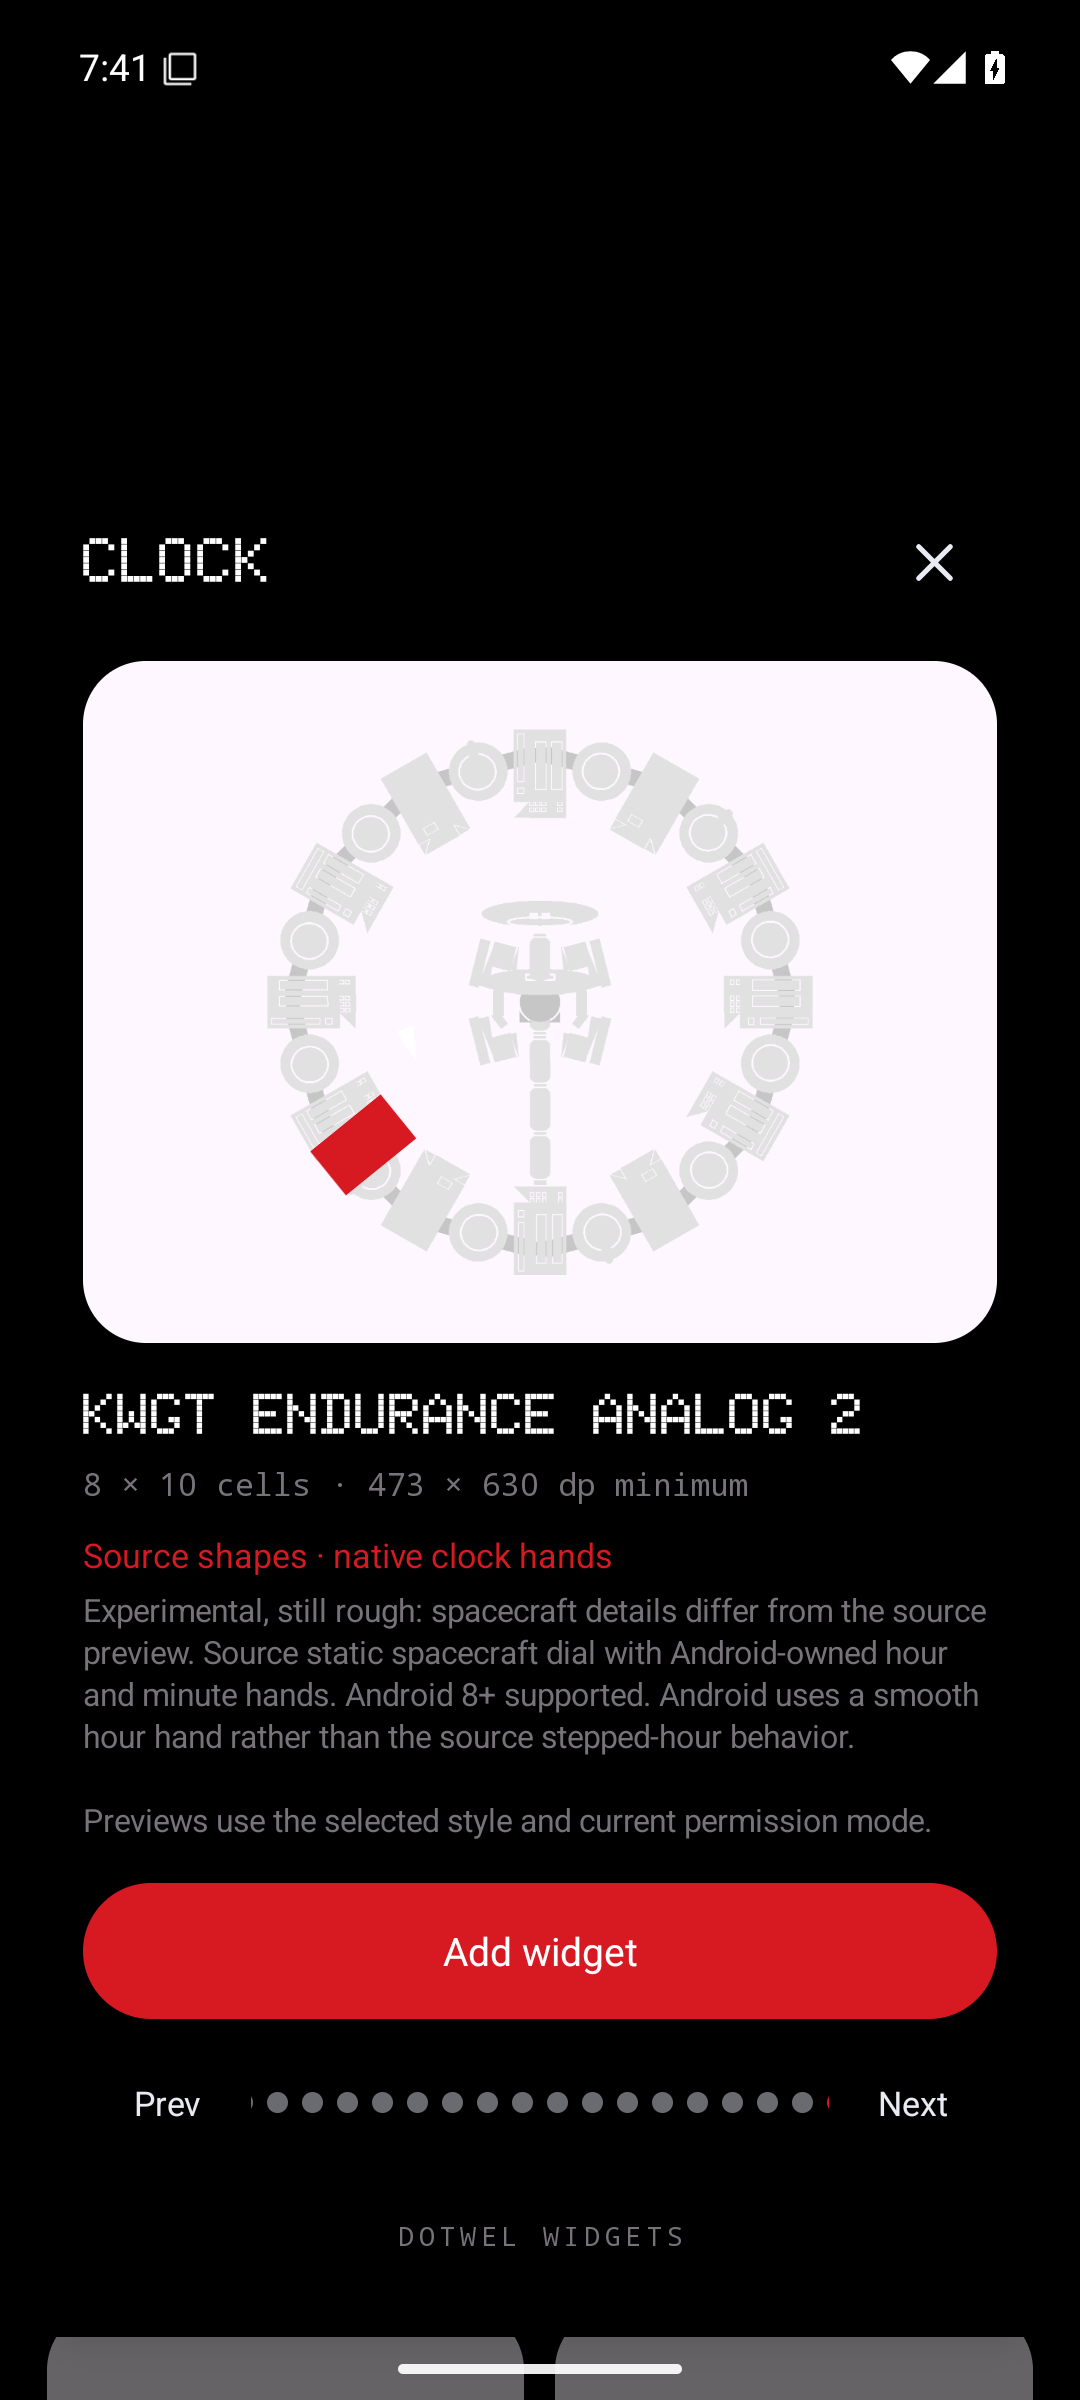 7:41
CLOCK
KWGT ENDURANCE ANALOG 2
8 × 10 cells · 473 × 630 dp minimum
Source shapes · native clock hands
Experimental, still rough: spacecraft details differ from the source
preview. Source static spacecraft dial with Android-owned hour
and minute hands. Android 8+ supported. Android uses a smooth
hour hand rather than the source stepped-hour behavior.
Previews use the selected style and current permission mode.
Add widget
Prev
Next
DOTWEL WIDGETS